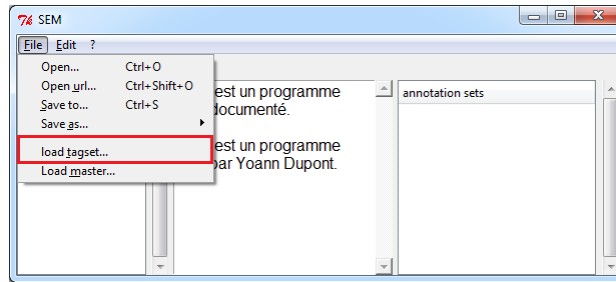 SEM
File Edit ?
Open... Ctrl+O
Open url... Ctrl+Shift+O
Save to... Ctrl+S
Save as...
load tagset...
Load master...
est un programme
documenté.
est un programme
par Yoann Dupont.
annotation sets